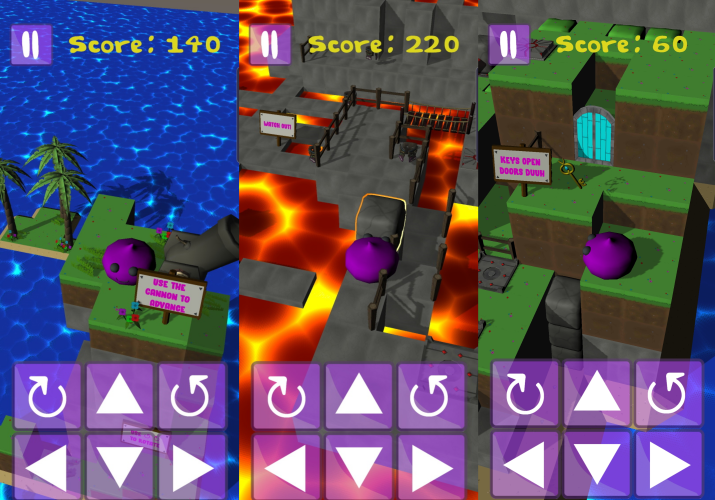 Score: 140
USE THE
CANNON TO
ADVANCE
Score: 220
WATCH OUT!
Score: 60
KEYS OPEN
DOORS DUUH